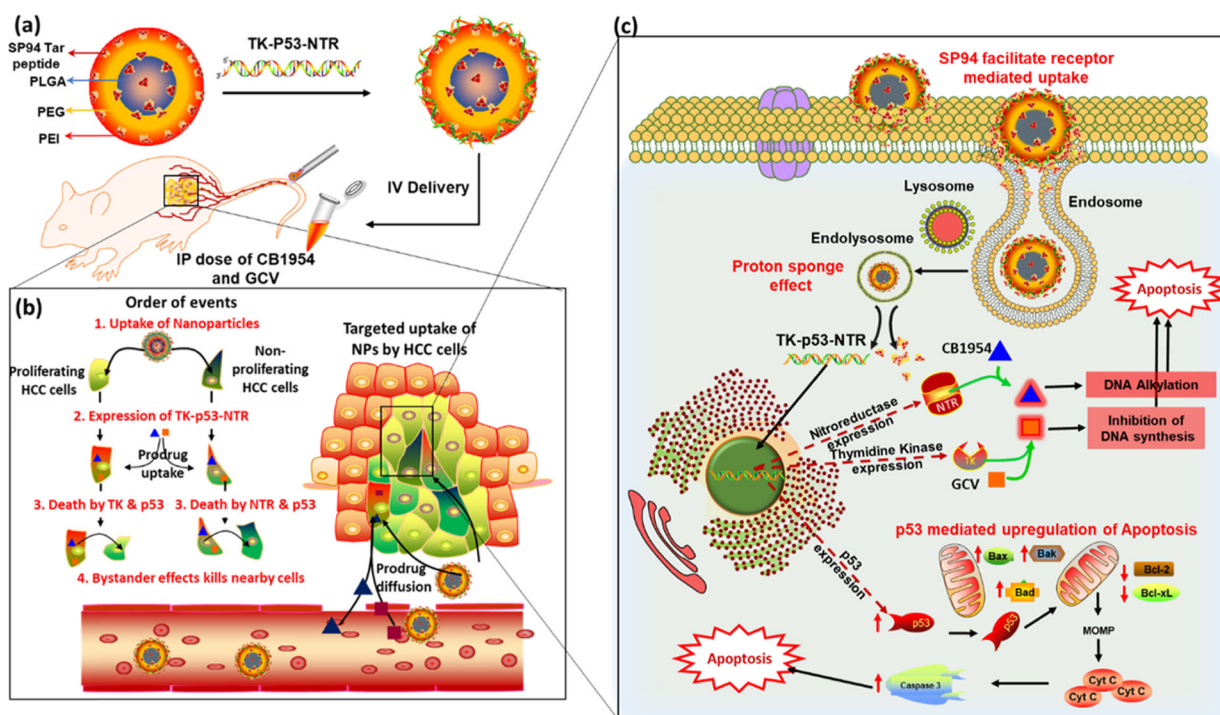 (a)
SP94 Tar
peptide
PLGA
PEG
PEI
TK-P53-NTR
5'
3'
IV Delivery
IP dose of CB1954
and GCV
(b)
Order of events
1. Uptake of Nanoparticles
Proliferating
HCC cells
Non-
proliferating
HCC cells
2. Expression of TK-p53-NTR
Prodrug
uptake
3. Death by TK & p53
3. Death by NTR & p53
4. Bystander effects kills nearby cells
Targeted uptake of
NPs by HCC cells
Prodrug
diffusion
(c)
SP94 facilitate receptor
mediated uptake
Lysosome
Endosome
Endolysosome
Proton sponge
effect
Apoptosis
TK-p53-NTR
CB1954
NTR
DNA Alkylation
Nitroreductase
expression
Inhibition of
DNA synthesis
Thymidine Kinase
expression
TK
GCV
p53
expression
p53 mediated upregulation of Apoptosis
Bax
Bak
Bad
Bcl-2
Bcl-xL
p53
p53
MOMP
Cyt C
Cyt C
Cyt C
Caspase 3
Apoptosis